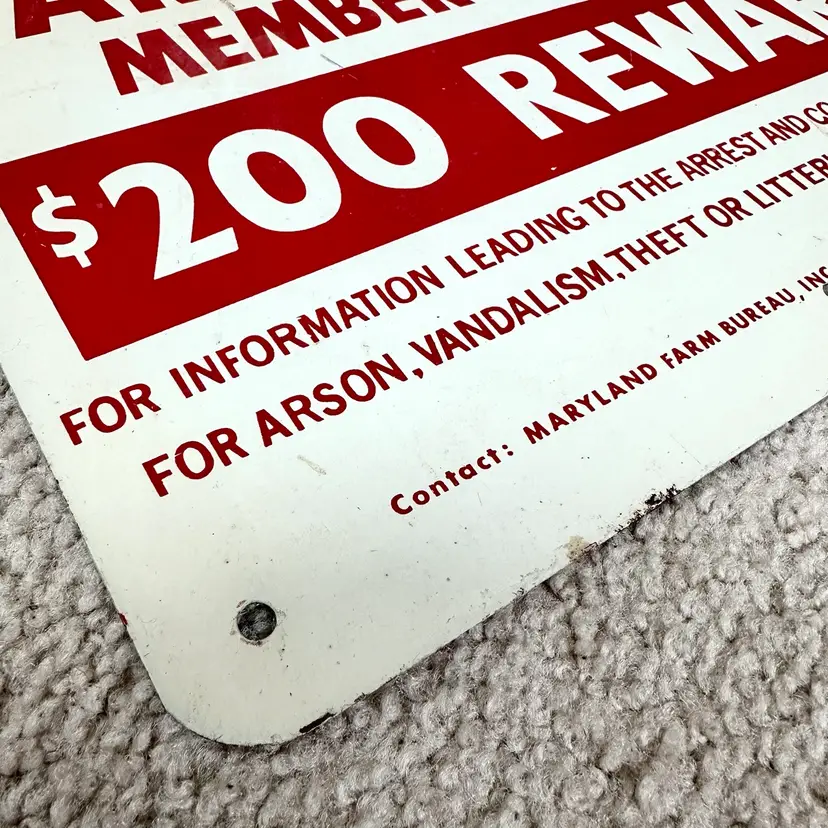 MEMBER
$200 REWAR
FOR INFORMATION LEADING TO THE ARREST AND CO
FOR ARSON, VANDALISM, THEFT OR LITTER
Contact: MARYLAND FARM BUREAU, INC